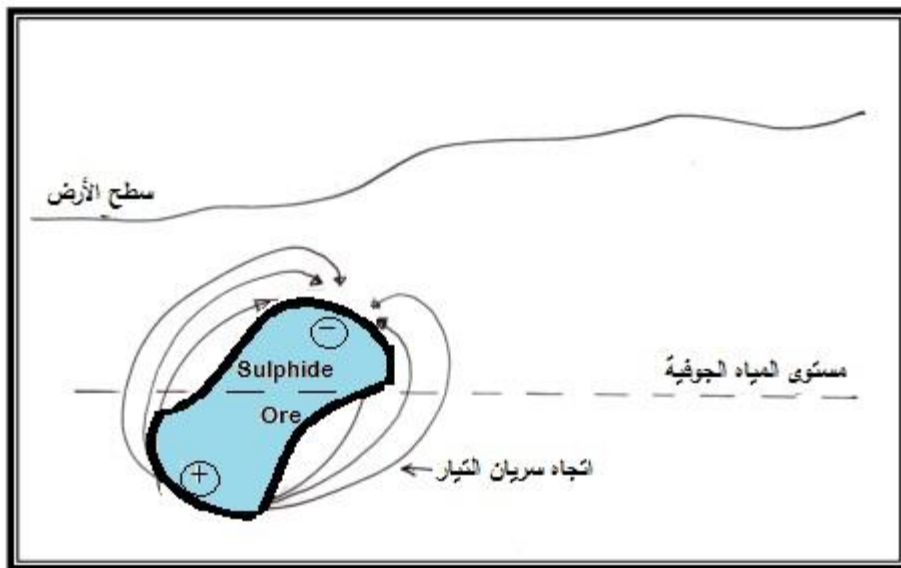 سطح الأرض
−
Sulphide
مستوى المياه الجوفية
Ore
اتجاه سريان التيار
+